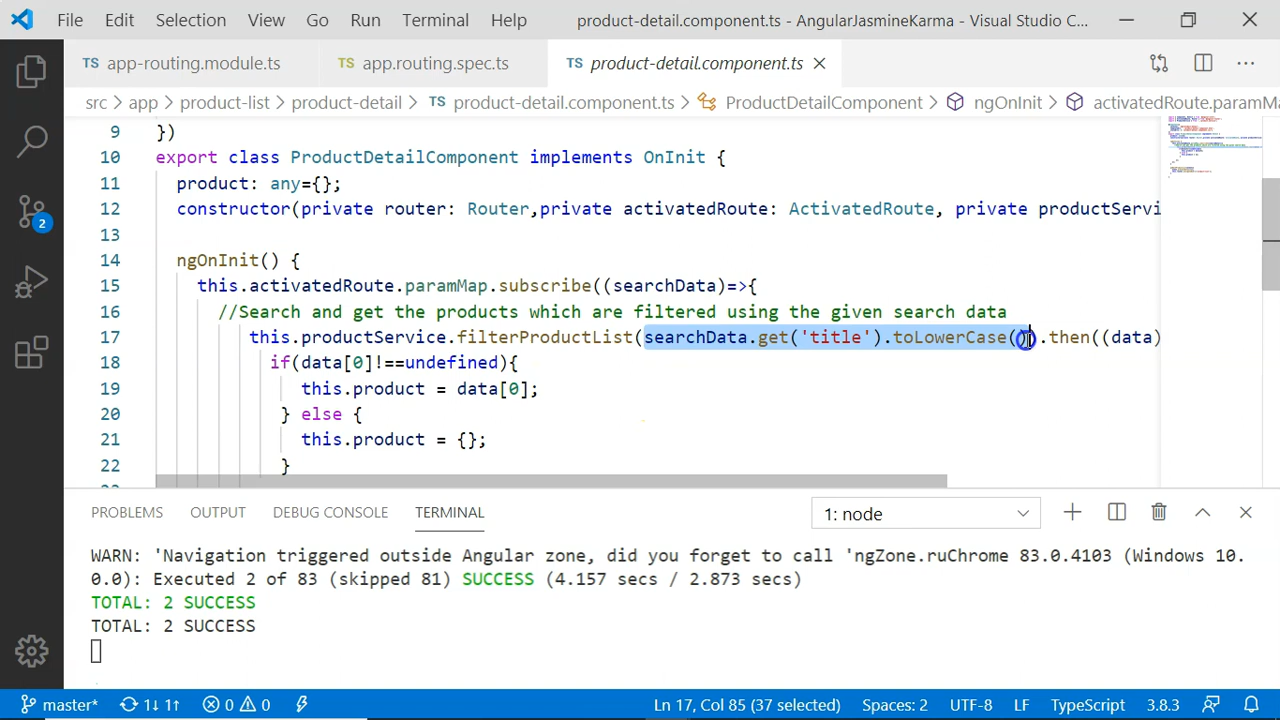 File Edit Selection View Go Run Terminal Help product-detail.component.ts - AngularJasmineKarma - Visual Studio C...
TS app-routing.module.ts TS app.routing.spec.ts TS product-detail.component.ts
src > app > product-list > product-detail > TS product-detail.component.ts > ProductDetailComponent > ngOnInit > activatedRoute.paramMa
9 })
10 export class ProductDetailComponent implements OnInit {
11 product: any={};
12 constructor(private router: Router,private activatedRoute: ActivatedRoute, private productServi
13
14 ngOnInit() {
15 this.activatedRoute.paramMap.subscribe((searchData)=>{
16 //Search and get the products which are filtered using the given search data
17 this.productService.filterProductList(searchData.get('title').toLowerCase()).then((data)
18 if(data[0]!==undefined){
19 this.product = data[0];
20 } else {
21 this.product = {};
22 }
PROBLEMS OUTPUT DEBUG CONSOLE TERMINAL 1: node
WARN: 'Navigation triggered outside Angular zone, did you forget to call 'ngZone.ruChrome 83.0.4103 (Windows 10.
0.0): Executed 2 of 83 (skipped 81) SUCCESS (4.157 secs / 2.873 secs)
TOTAL: 2 SUCCESS
TOTAL: 2 SUCCESS
2
master* 1↓ 1↑ 0 0 Ln 17, Col 85 (37 selected) Spaces: 2 UTF-8 LF TypeScript 3.8.3